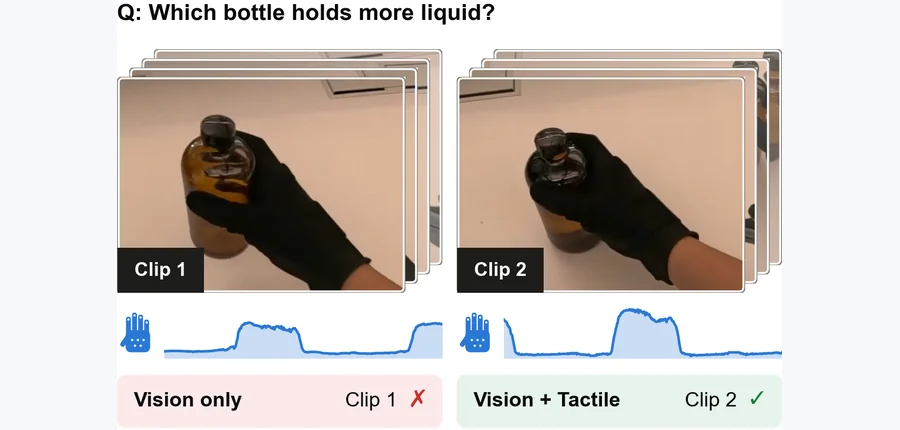 Q: Which bottle holds more liquid?
Clip 1
Clip 2
Vision only Clip 1 ✗
Vision + Tactile Clip 2 ✓